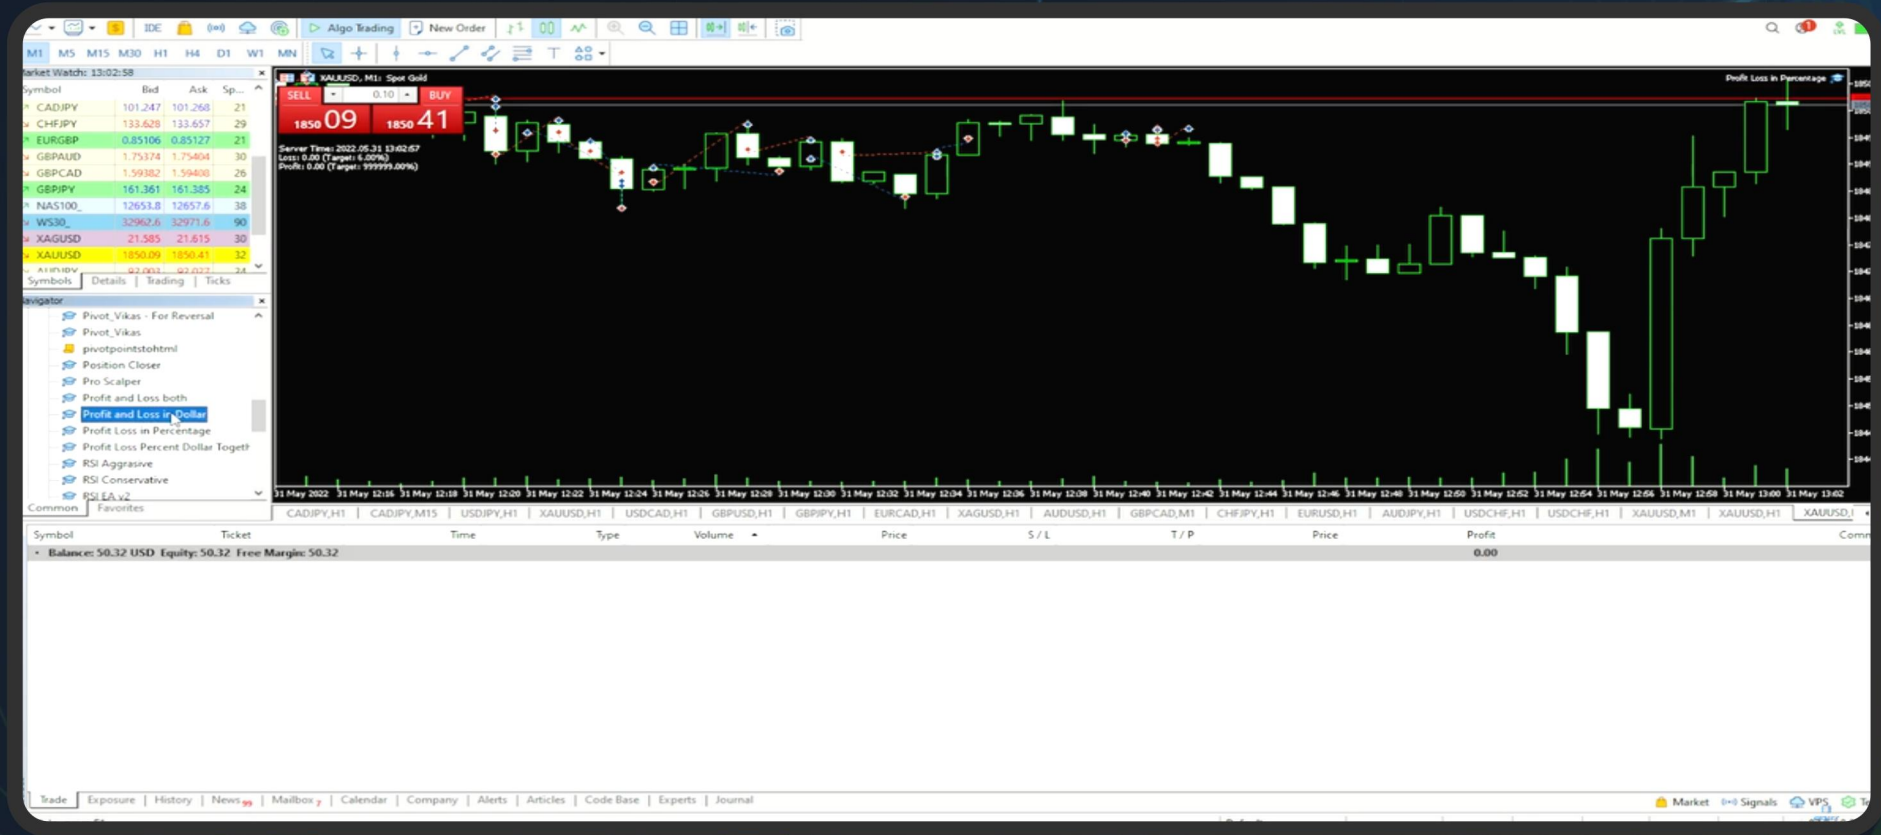 IDE Algo Trading New Order 1
M1 M5 M15 M30 H1 H4 D1 W1 MN
Market Watch: 13:02:58
Symbol Bid Ask Sp...
CADJPY 101.247 101.268 21
CHFJPY 133.628 133.657 29
EURGBP 0.85106 0.85127 21
GBPAUD 1.75374 1.75404 30
GBPCAD 1.59382 1.59408 26
GBPJPY 161.361 161.385 24
NAS100_ 12653.8 12657.6 38
WS30_ 32962.6 32971.6 90
XAGUSD 21.585 21.615 30
XAUUSD 1850.09 1850.41 32
AUDJPY 24
Symbols Details Trading Ticks
Navigator
Pivot_Vikas - For Reversal
Pivot_Vikas
pivotpointstohtml
Position Closer
Pro Scalper
Profit and Loss both
Profit and Loss in Dollar
Profit Loss in Percentage
Profit Loss Percent Dollar Togeth
RSI Aggrasive
RSI Conservative
RSI EA v2
Common Favorites
XAUUSD, M1: Spot Gold
Profit Loss in Percentage
SELL 0.10 BUY
1850 09 1850 41
Server Time: 2022.05.31 13:02:57
Loss: 0.00 (Target: 6.00%)
Profit: 0.00 (Target: 999999.00%)
31 May 2022 31 May 12:16 31 May 12:18 31 May 12:20 31 May 12:22 31 May 12:24 31 May 12:26 31 May 12:28 31 May 12:30 31 May 12:32 31 May 12:34 31 May 12:36 31 May 12:38 31 May 12:40 31 May 12:42 31 May 12:44 31 May 12:46 31 May 12:48 31 May 12:50 31 May 12:52 31 May 12:54 31 May 12:56 31 May 12:58 31 May 13:00 31 May 13:02
CADJPY,H1 CADJPY,M15 USDJPY,H1 XAUUSD,H1 USDCAD,H1 GBPUSD,H1 GBPJPY,H1 EURCAD,H1 XAGUSD,H1 AUDUSD,H1 GBPCAD,M1 CHFJPY,H1 EURUSD,H1 AUDJPY,H1 USDCHF,H1 USDCHF,H1 XAUUSD,M1 XAUUSD,H1 XAUUSD,
Symbol Ticket Time Type Volume Price S / L T / P Price Profit Comm
Balance: 50.32 USD Equity: 50.32 Free Margin: 50.32 0.00
Trade Exposure History News 99 Mailbox 7 Calendar Company Alerts Articles Code Base Experts Journal
Market Signals VPS Te